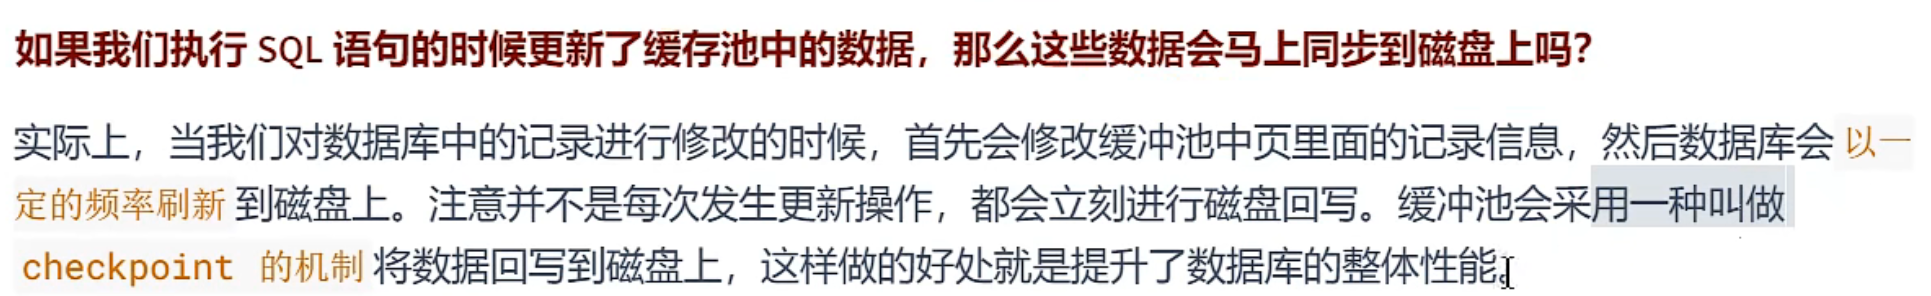 如果我们执行 SQL 语句的时候更新了缓存池中的数据，那么这些数据会马上同步到磁盘上吗？
实际上，当我们对数据库中的记录进行修改的时候，首先会修改缓冲池中页里面的记录信息，然后数据库会 以一
定的频率刷新 到磁盘上。注意并不是每次发生更新操作，都会立刻进行磁盘回写。缓冲池会采用一种叫做
checkpoint 的机制 将数据回写到磁盘上，这样做的好处就是提升了数据库的整体性能。